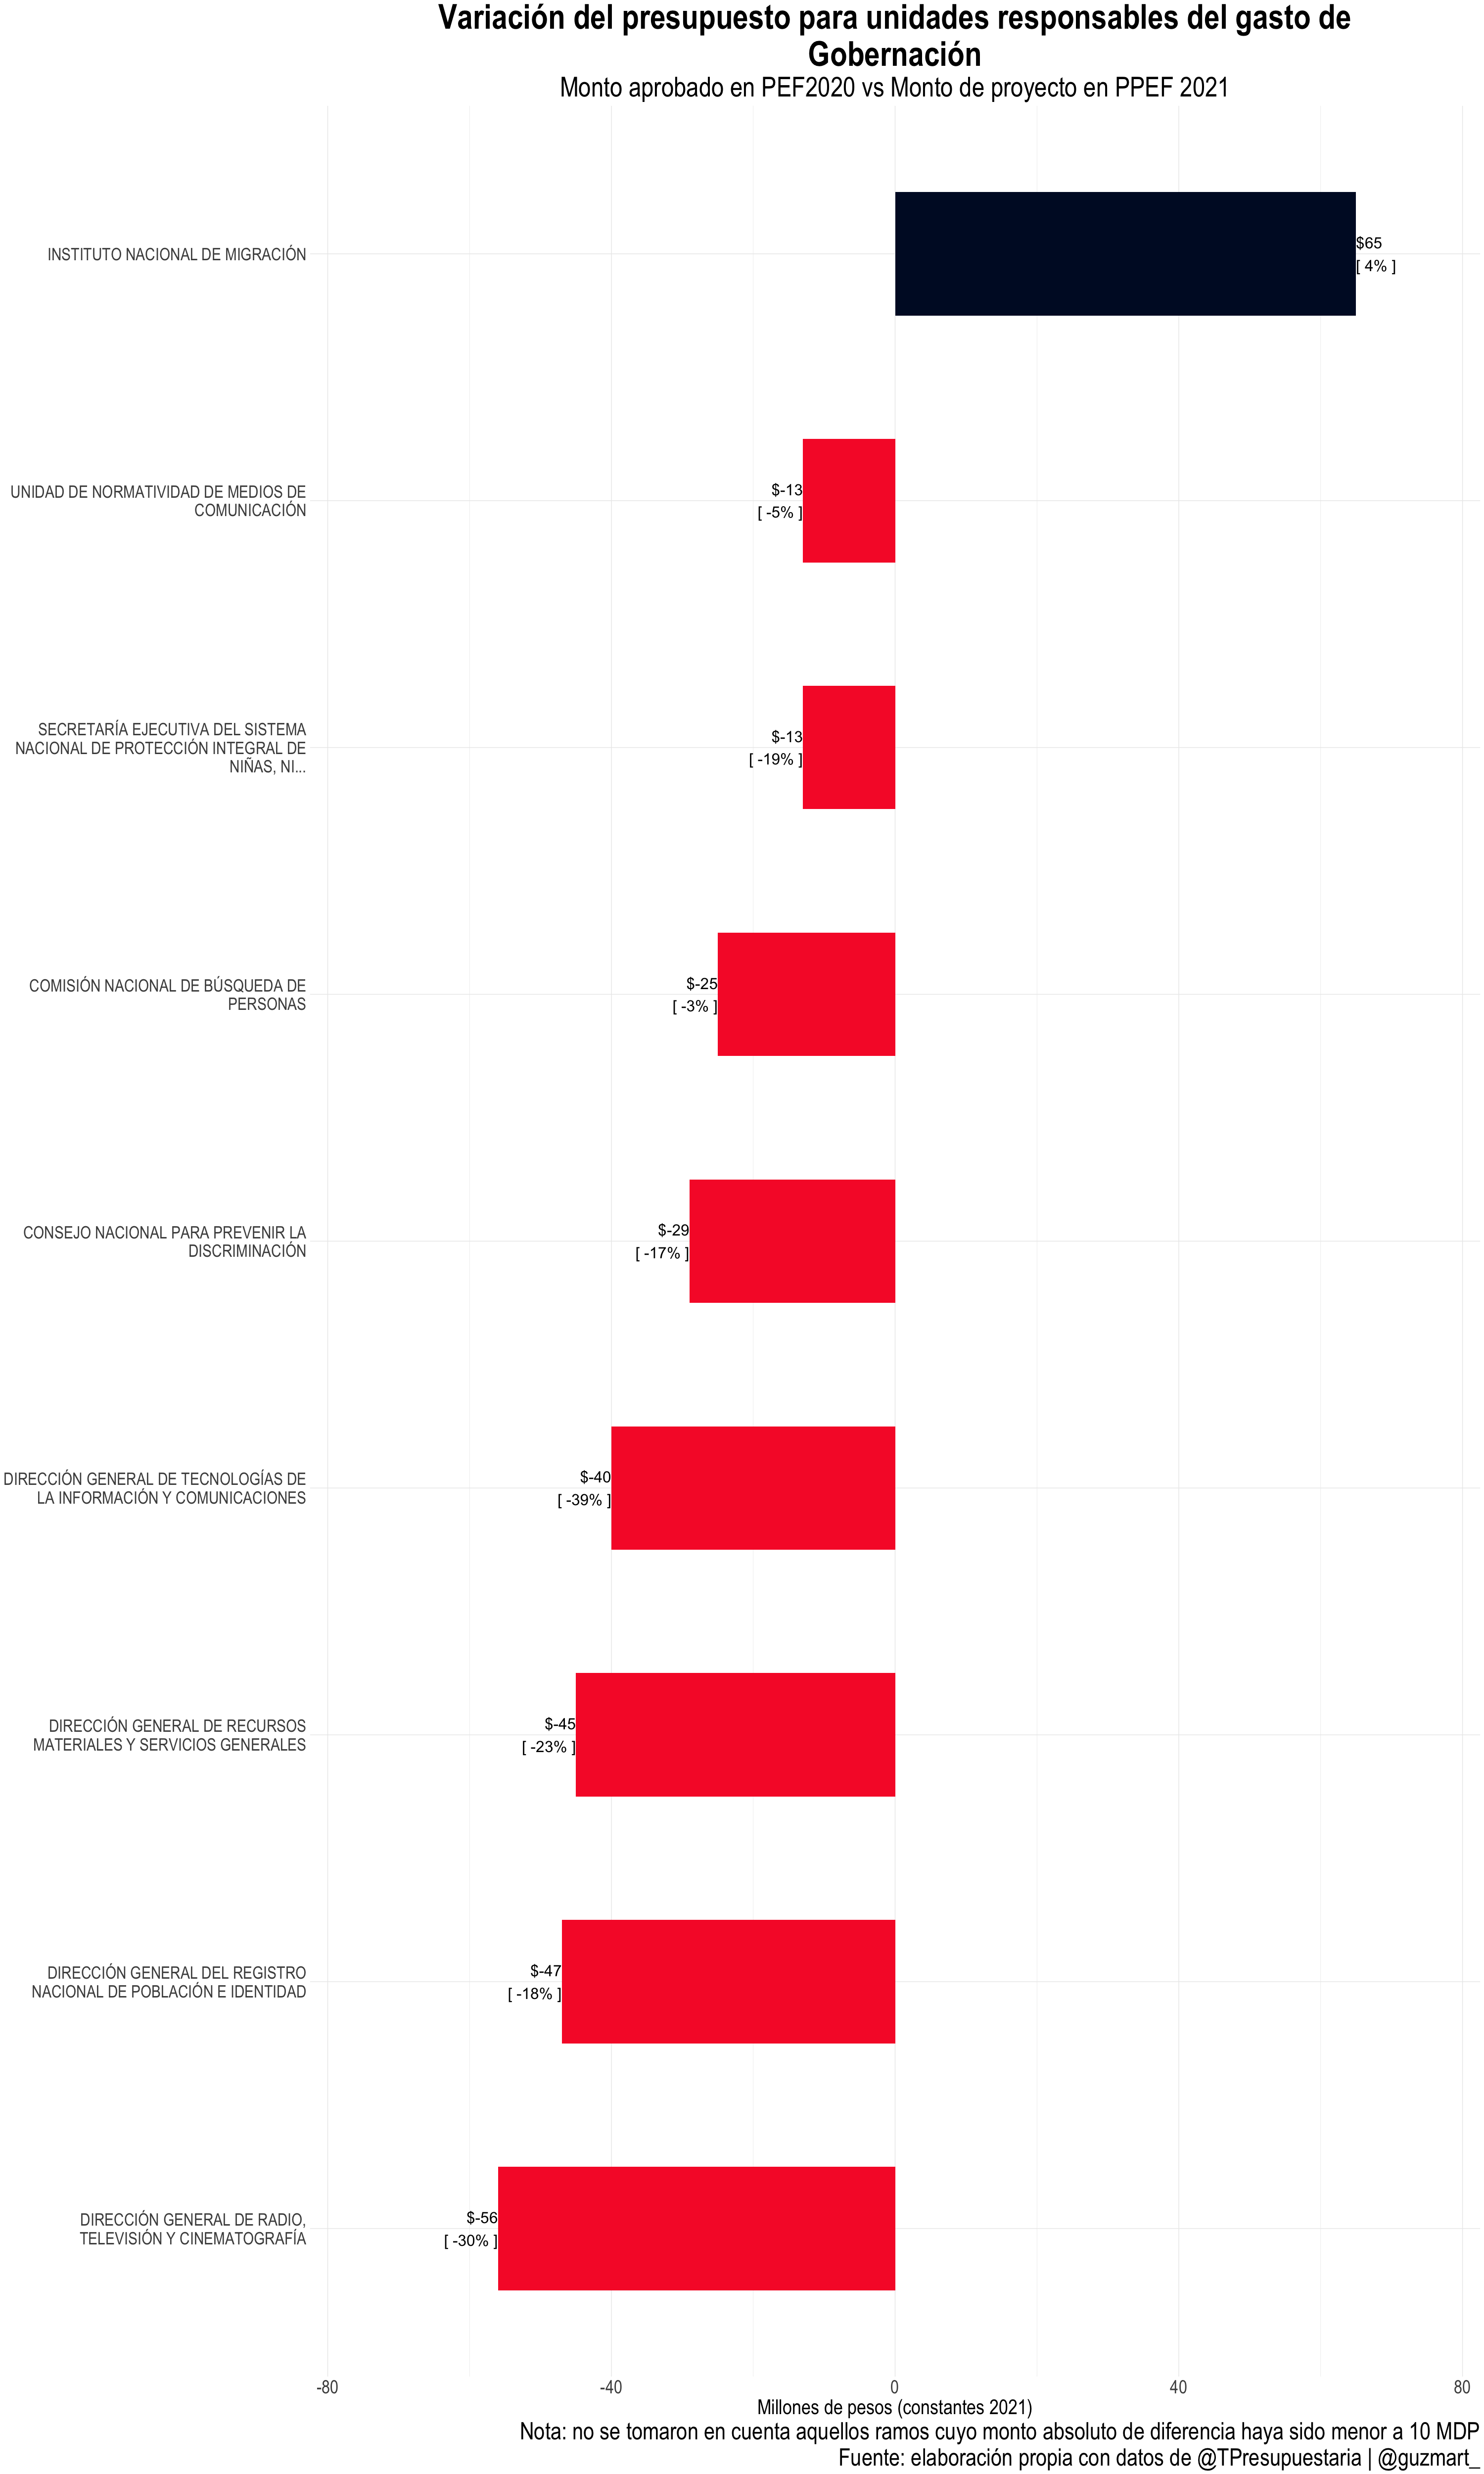 Variación del presupuesto para unidades responsables del gasto de
Gobernación
Monto aprobado en PEF2020 vs Monto de proyecto en PPEF 2021
INSTITUTO NACIONAL DE MIGRACIÓN
$65
[ 4% ]
UNIDAD DE NORMATIVIDAD DE MEDIOS DE
COMUNICACIÓN
$-13
[ -5% ]
SECRETARÍA EJECUTIVA DEL SISTEMA
NACIONAL DE PROTECCIÓN INTEGRAL DE
NIÑAS, NI...
$-13
[ -19% ]
COMISIÓN NACIONAL DE BÚSQUEDA DE
PERSONAS
$-25
[ -3% ]
CONSEJO NACIONAL PARA PREVENIR LA
DISCRIMINACIÓN
$-29
[ -17% ]
DIRECCIÓN GENERAL DE TECNOLOGÍAS DE
LA INFORMACIÓN Y COMUNICACIONES
$-40
[ -39% ]
DIRECCIÓN GENERAL DE RECURSOS
MATERIALES Y SERVICIOS GENERALES
$-45
[ -23% ]
DIRECCIÓN GENERAL DEL REGISTRO
NACIONAL DE POBLACIÓN E IDENTIDAD
$-47
[ -18% ]
DIRECCIÓN GENERAL DE RADIO,
TELEVISIÓN Y CINEMATOGRAFÍA
$-56
[ -30% ]
-80 -40 0 40 80
Millones de pesos (constantes 2021)
Nota: no se tomaron en cuenta aquellos ramos cuyo monto absoluto de diferencia haya sido menor a 10 MDP
Fuente: elaboración propia con datos de @TPresupuestaria | @guzmart_